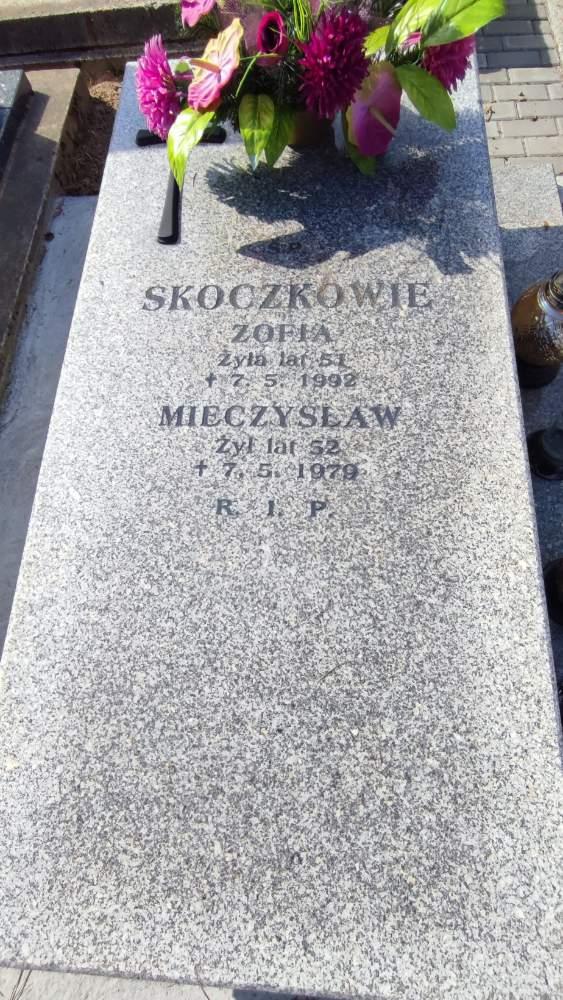 SKOCZKOWIE
ZOFIA
Żyła lat 51
† 7. 5. 1992
MIECZYSŁAW
Żył lat 52
† 7. 5. 1979
R. I. P.